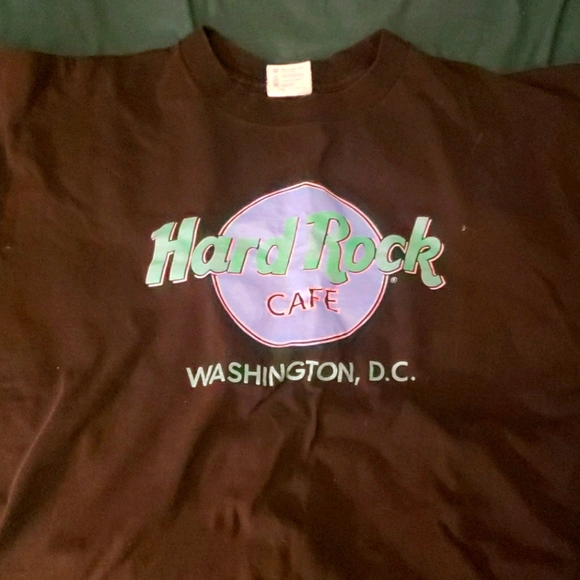 Hard Rock
CAFE
®
WASHINGTON, D.C.